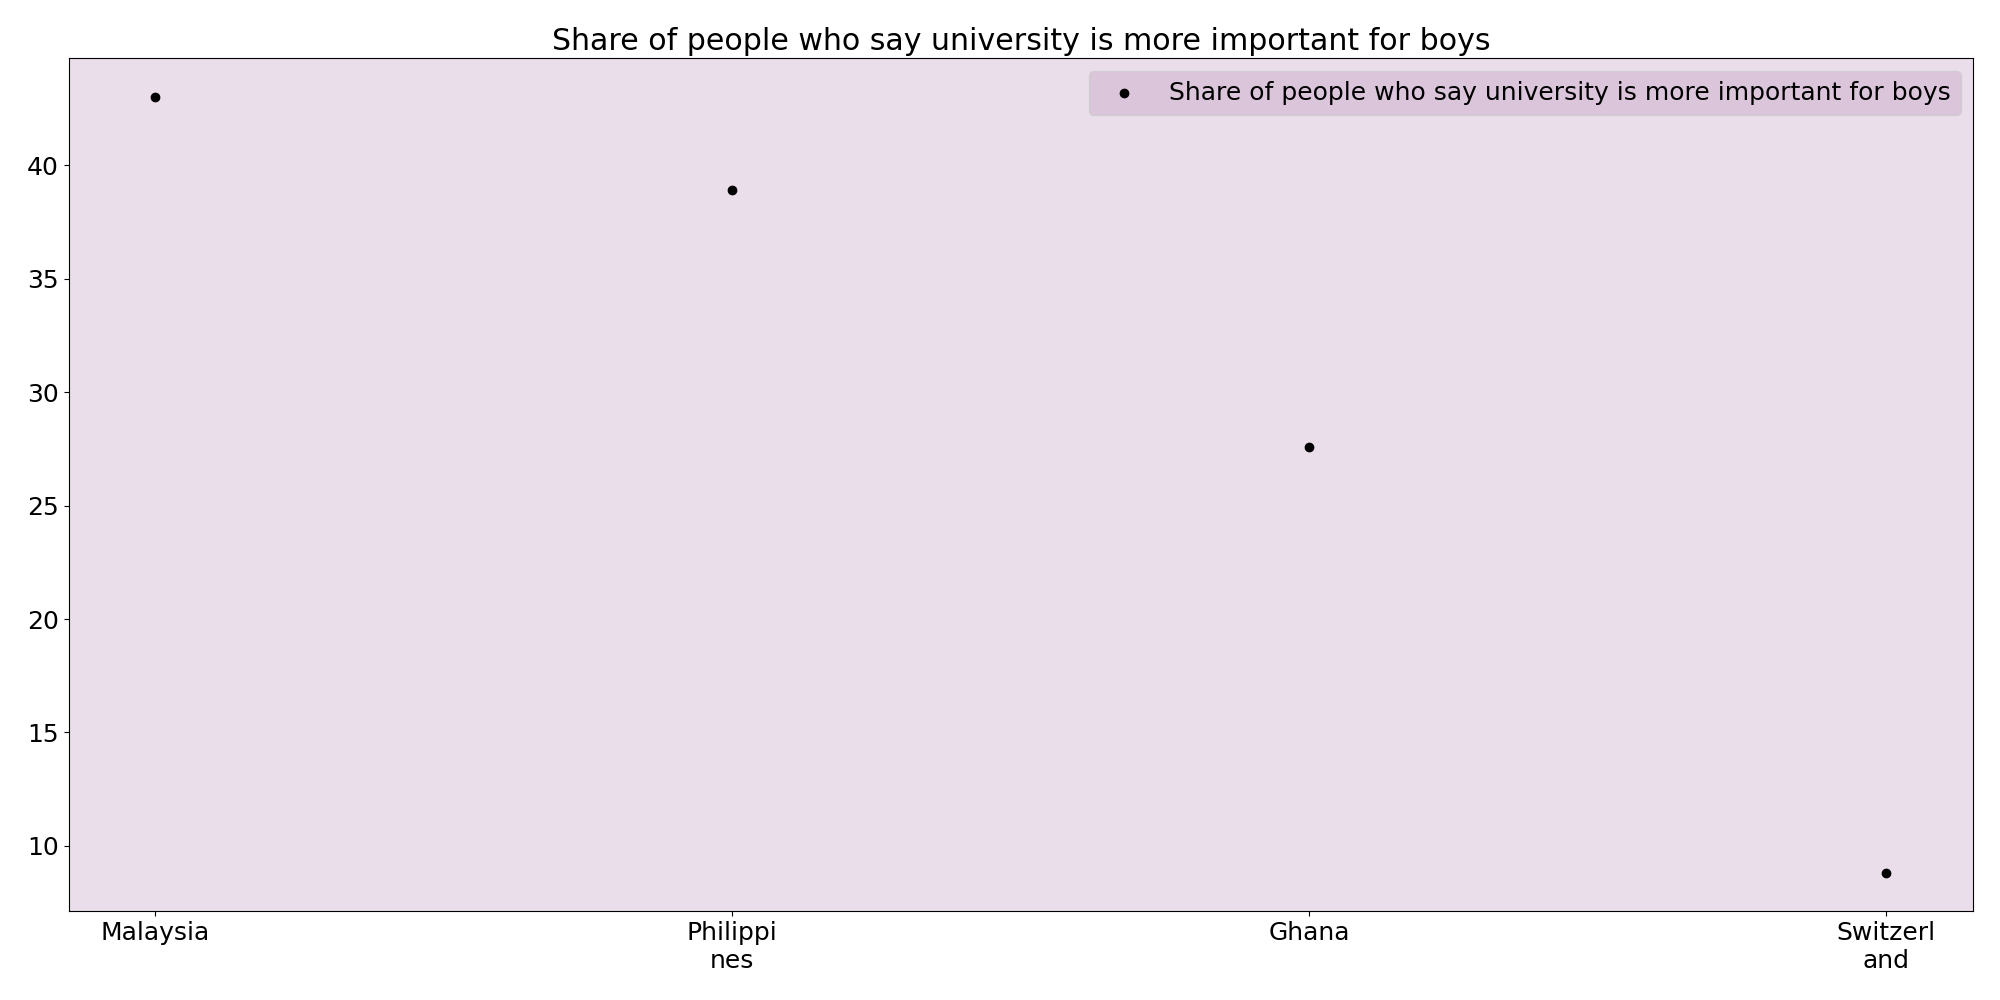 Share of people who say university is more important for boys
Share of people who say university is more important for boys
40
35
30
25
20
15
10
Malaysia
Philippi
nes
Ghana
Switzerl
and